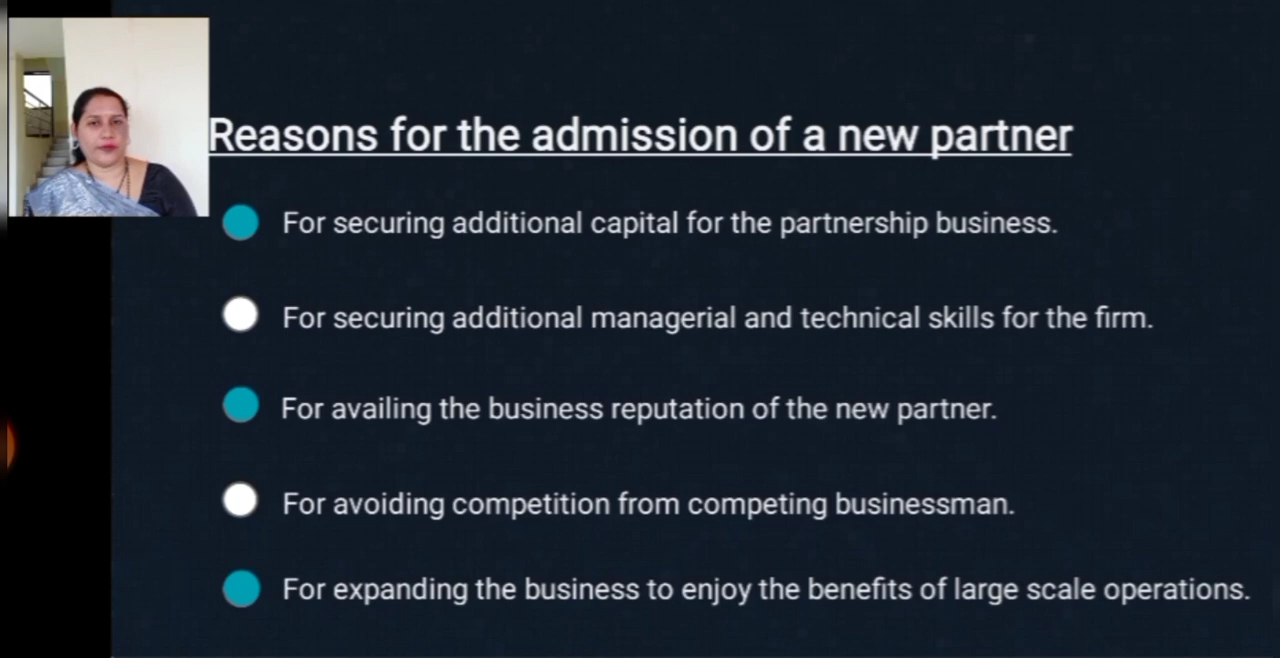 Reasons for the admission of a new partner
For securing additional capital for the partnership business.
For securing additional managerial and technical skills for the firm.
For availing the business reputation of the new partner.
For avoiding competition from competing businessman.
For expanding the business to enjoy the benefits of large scale operations.